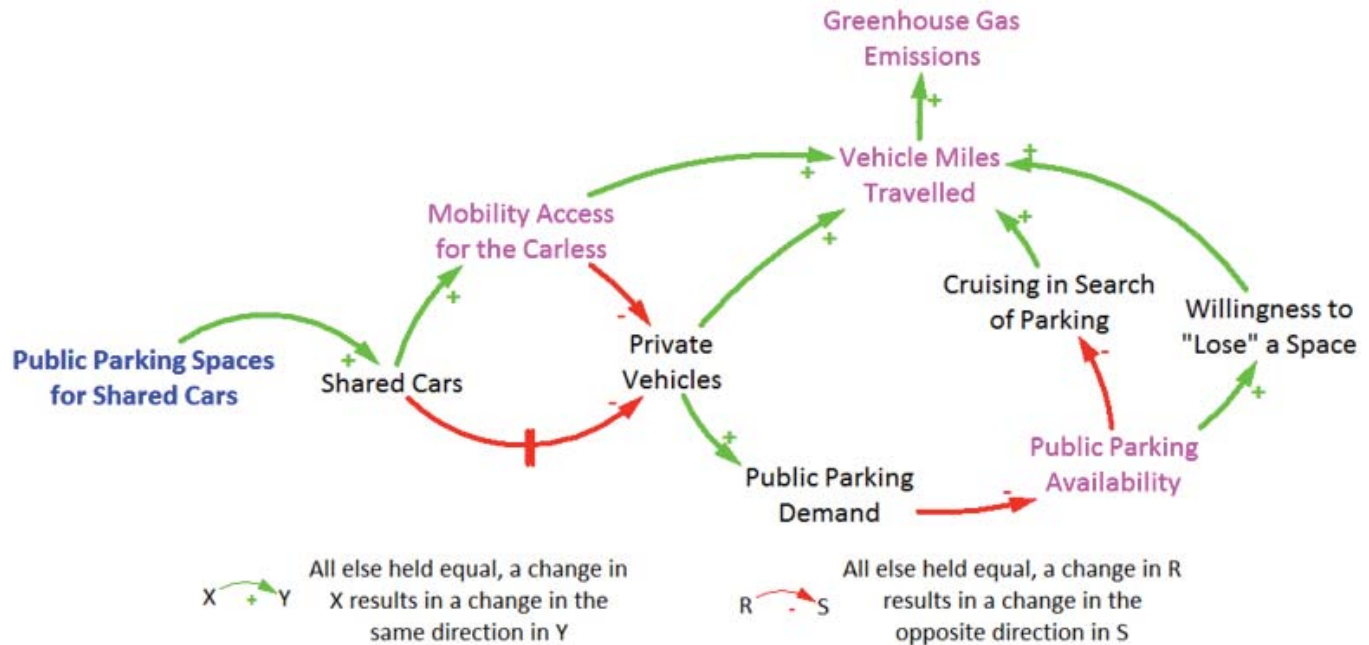 Greenhouse Gas
Emissions
+
Vehicle Miles
Travelled
+
+
+
+
Mobility Access
for the Carless
+
-
Cruising in Search
of Parking
Willingness to
"Lose" a Space
Public Parking Spaces
for Shared Cars
+
Shared Cars
Private
Vehicles
-
-
+
+
Public Parking
Demand
-
Public Parking
Availability
All else held equal, a change in
X results in a change in the
same direction in Y
X + Y
All else held equal, a change in R
results in a change in the
opposite direction in S
R - S